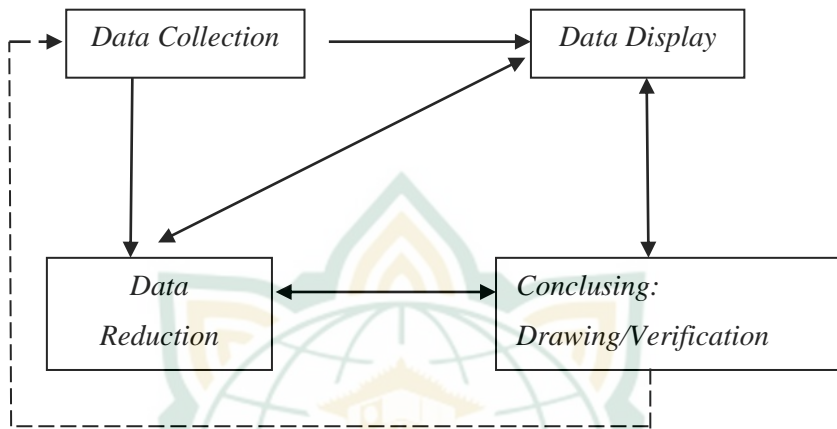 Data Collection
Data Display
Data
Reduction
Conclusing:
Drawing/Verification